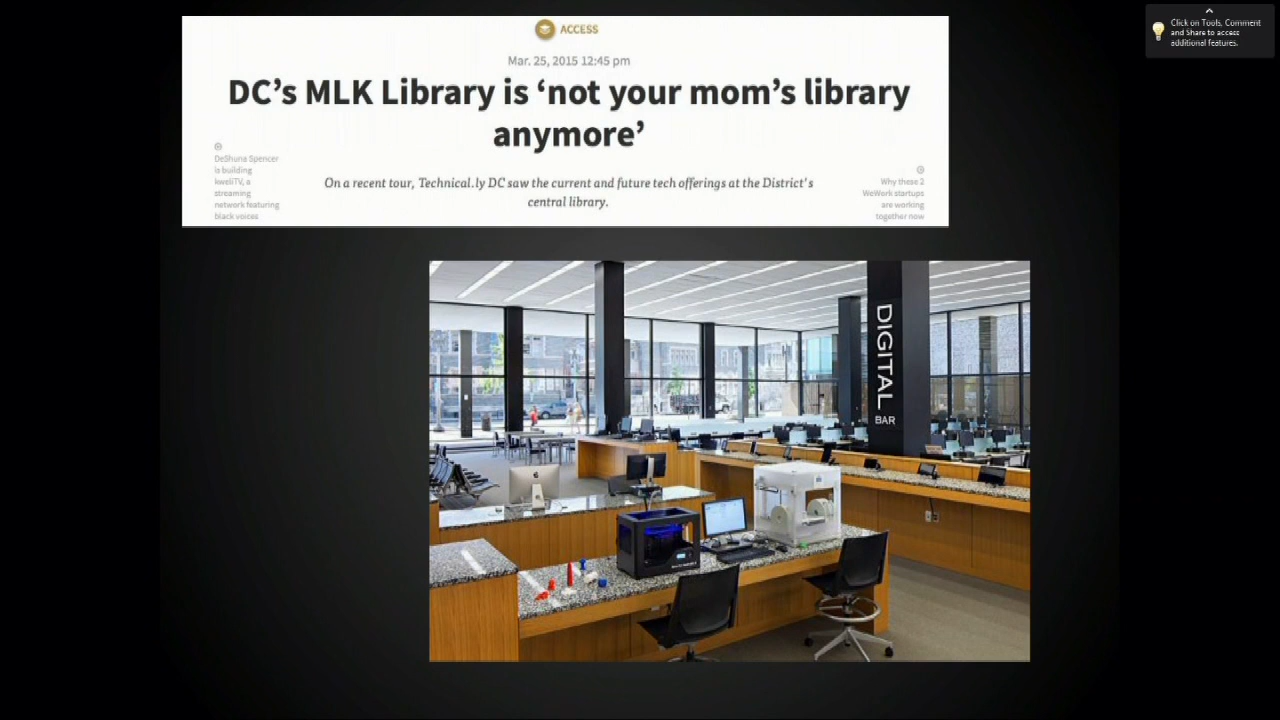 ACCESS
Mar. 25, 2015 12:45 pm
DC's MLK Library is 'not your mom's library
anymore'
On a recent tour, Technical.ly DC saw the current and future tech offerings at the District's
central library.
DeShuna Spencer
is building
kweliTV, a
streaming
network featuring
black voices
Why these 2
WeWork startups
are working
together now
Click on Tools, Comment
and Share to access
additional features.
DIGITAL
BAR